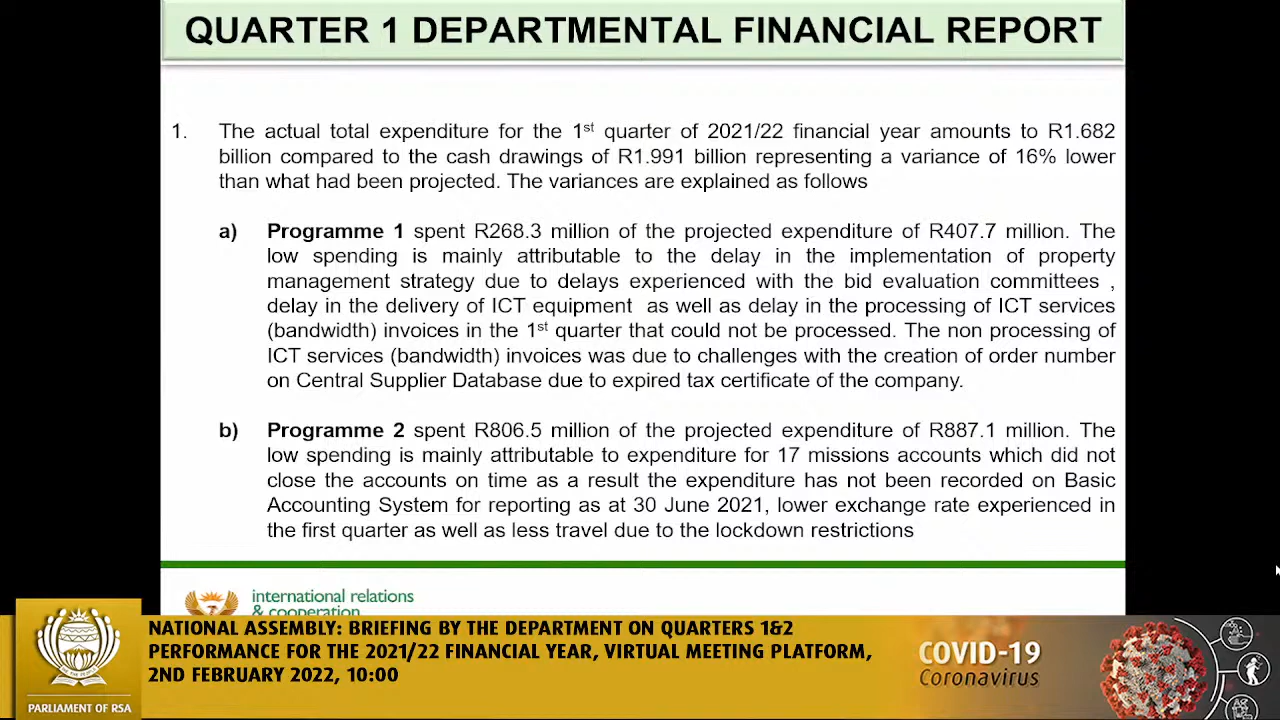 QUARTER 1 DEPARTMENTAL FINANCIAL REPORT
1. The actual total expenditure for the 1st quarter of 2021/22 financial year amounts to R1.682
billion compared to the cash drawings of R1.991 billion representing a variance of 16% lower
than what had been projected. The variances are explained as follows
a) Programme 1 spent R268.3 million of the projected expenditure of R407.7 million. The
low spending is mainly attributable to the delay in the implementation of property
management strategy due to delays experienced with the bid evaluation committees ,
delay in the delivery of ICT equipment as well as delay in the processing of ICT services
(bandwidth) invoices in the 1st quarter that could not be processed. The non processing of
ICT services (bandwidth) invoices was due to challenges with the creation of order number
on Central Supplier Database due to expired tax certificate of the company.
b) Programme 2 spent R806.5 million of the projected expenditure of R887.1 million. The
low spending is mainly attributable to expenditure for 17 missions accounts which did not
close the accounts on time as a result the expenditure has not been recorded on Basic
Accounting System for reporting as at 30 June 2021, lower exchange rate experienced in
the first quarter as well as less travel due to the lockdown restrictions
international relations
& cooperation
NATIONAL ASSEMBLY: BRIEFING BY THE DEPARTMENT ON QUARTERS 1&2
PERFORMANCE FOR THE 2021/22 FINANCIAL YEAR, VIRTUAL MEETING PLATFORM,
2ND FEBRUARY 2022, 10:00
PARLIAMENT OF RSA
COVID-19
Coronavirus